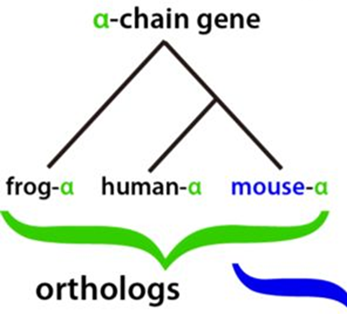 α-chain gene
frog-α human-α mouse-α
orthologs